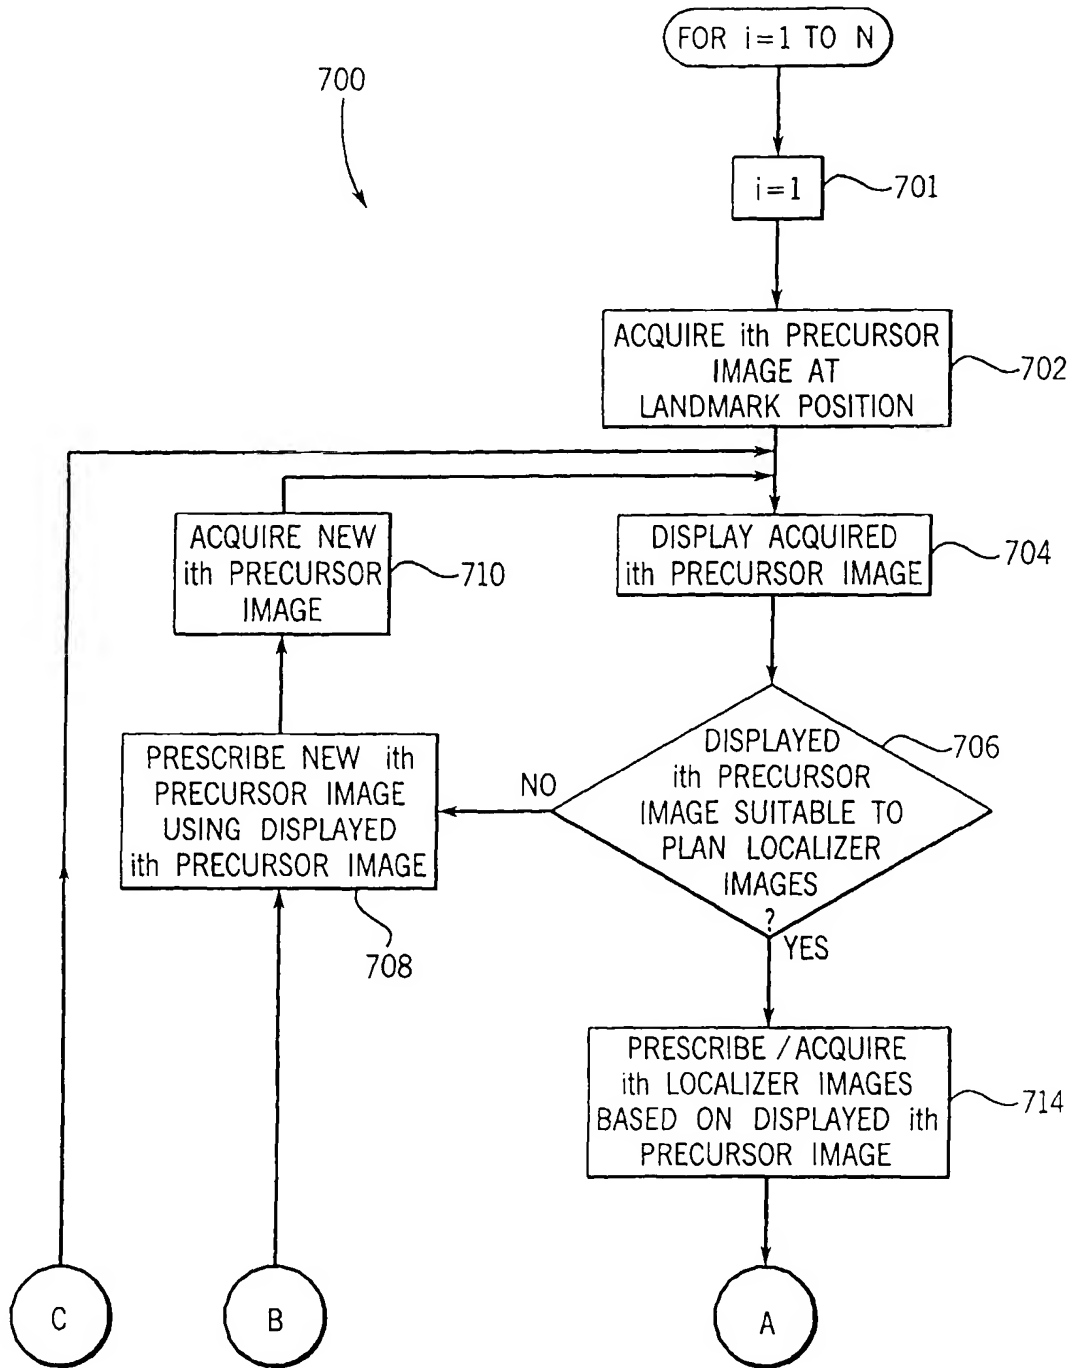 FOR i=1 TO N
700
i=1
701
ACQUIRE ith PRECURSOR
IMAGE AT
LANDMARK POSITION
702
ACQUIRE NEW
ith PRECURSOR
IMAGE
710
DISPLAY ACQUIRED
ith PRECURSOR IMAGE
704
PRESCRIBE NEW ith
PRECURSOR IMAGE
USING DISPLAYED
ith PRECURSOR IMAGE
708
NO
DISPLAYED
ith PRECURSOR
IMAGE SUITABLE TO
PLAN LOCALIZER
IMAGES
?
706
YES
PRESCRIBE / ACQUIRE
ith LOCALIZER IMAGES
BASED ON DISPLAYED ith
PRECURSOR IMAGE
714
C
B
A